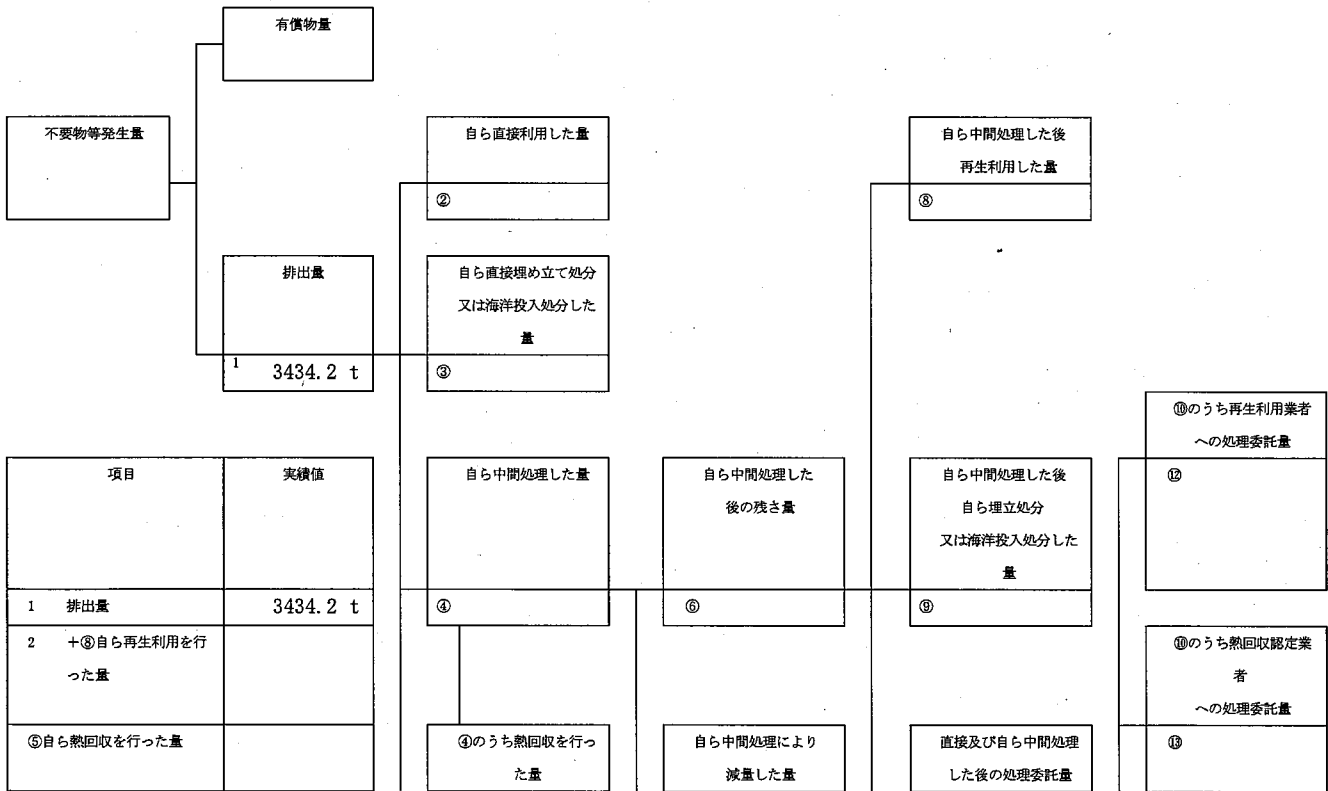 有償物量
不要物等発生量
自ら直接利用した量
②
自ら中間処理した後
再生利用した量
⑧
排出量
1 3434.2 t
自ら直接埋め立て処分
又は海洋投入処分した
量
③
⑩のうち再生利用業者
への処理委託量
⑫
項目 実績値
1 排出量 3434.2 t
2 +⑧自ら再生利用を行
った量
⑤自ら熱回収を行った量
自ら中間処理した量
④
自ら中間処理した
後の残さ量
⑥
自ら中間処理した後
自ら埋立処分
又は海洋投入処分した
量
⑨
⑩のうち熱回収認定業
者
への処理委託量
⑬
④のうち熱回収を行っ
た量
自ら中間処理により
減量した量
直接及び自ら中間処理
した後の処理委託量